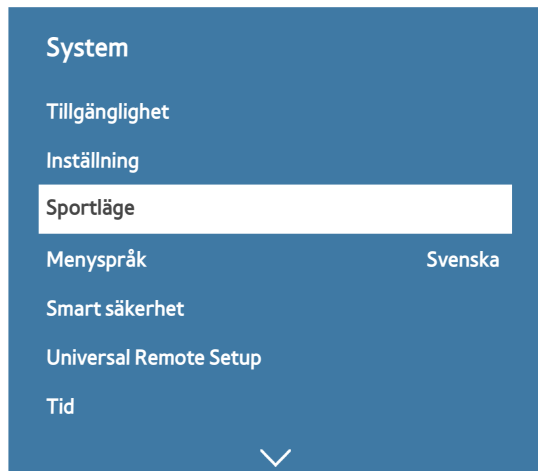 System
Tillgänglighet
Inställning
Sportläge
Menyspråk Svenska
Smart säkerhet
Universal Remote Setup
Tid